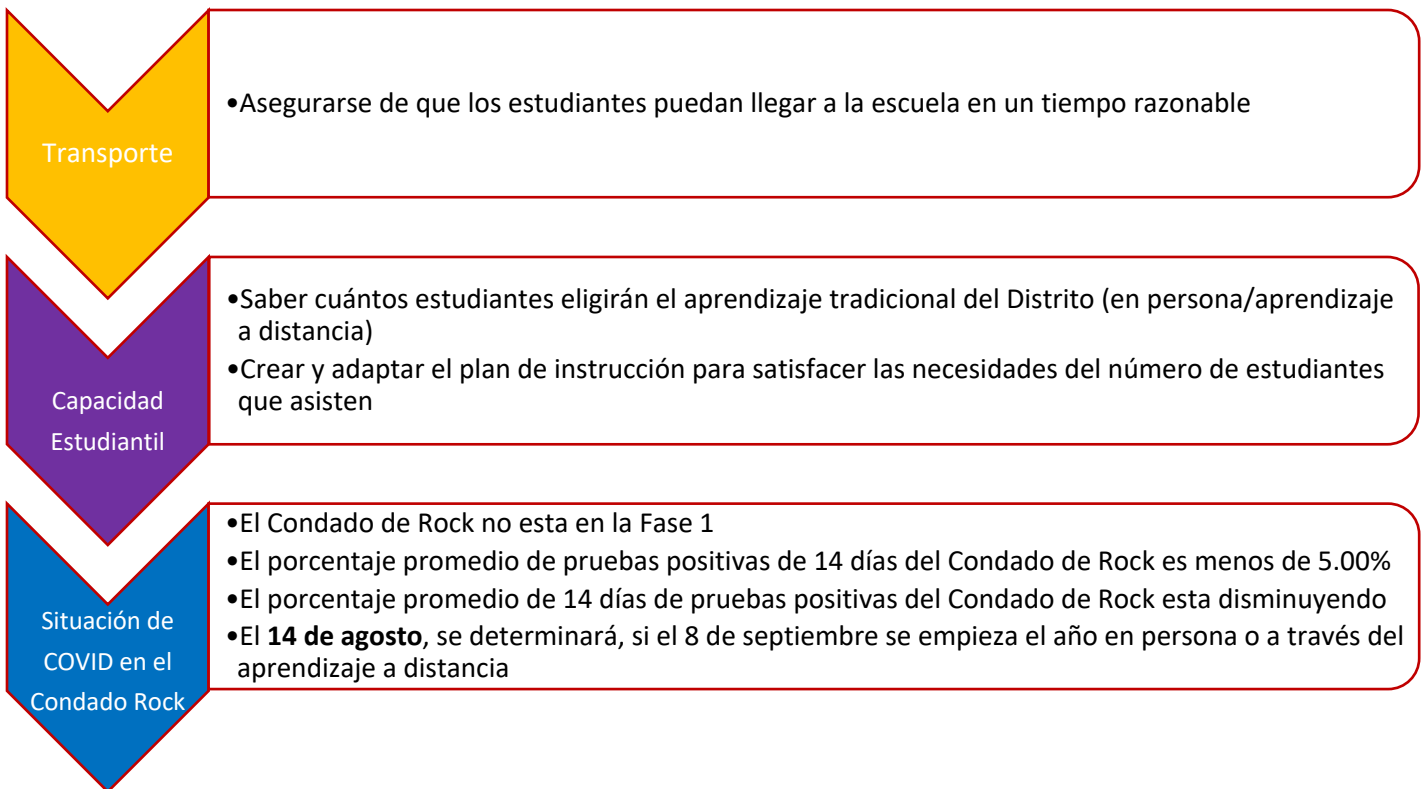 Transporte
•Asegurarse de que los estudiantes puedan llegar a la escuela en un tiempo razonable
Capacidad
Estudiantil
•Saber cuántos estudiantes eligirán el aprendizaje tradicional del Distrito (en persona/aprendizaje
a distancia)
•Crear y adaptar el plan de instrucción para satisfacer las necesidades del número de estudiantes
que asisten
Situación de
COVID en el
Condado Rock
•El Condado de Rock no esta en la Fase 1
•El porcentaje promedio de pruebas positivas de 14 días del Condado de Rock es menos de 5.00%
•El porcentaje promedio de 14 días de pruebas positivas del Condado de Rock esta disminuyendo
•El 14 de agosto, se determinará, si el 8 de septiembre se empieza el año en persona o a través del
aprendizaje a distancia